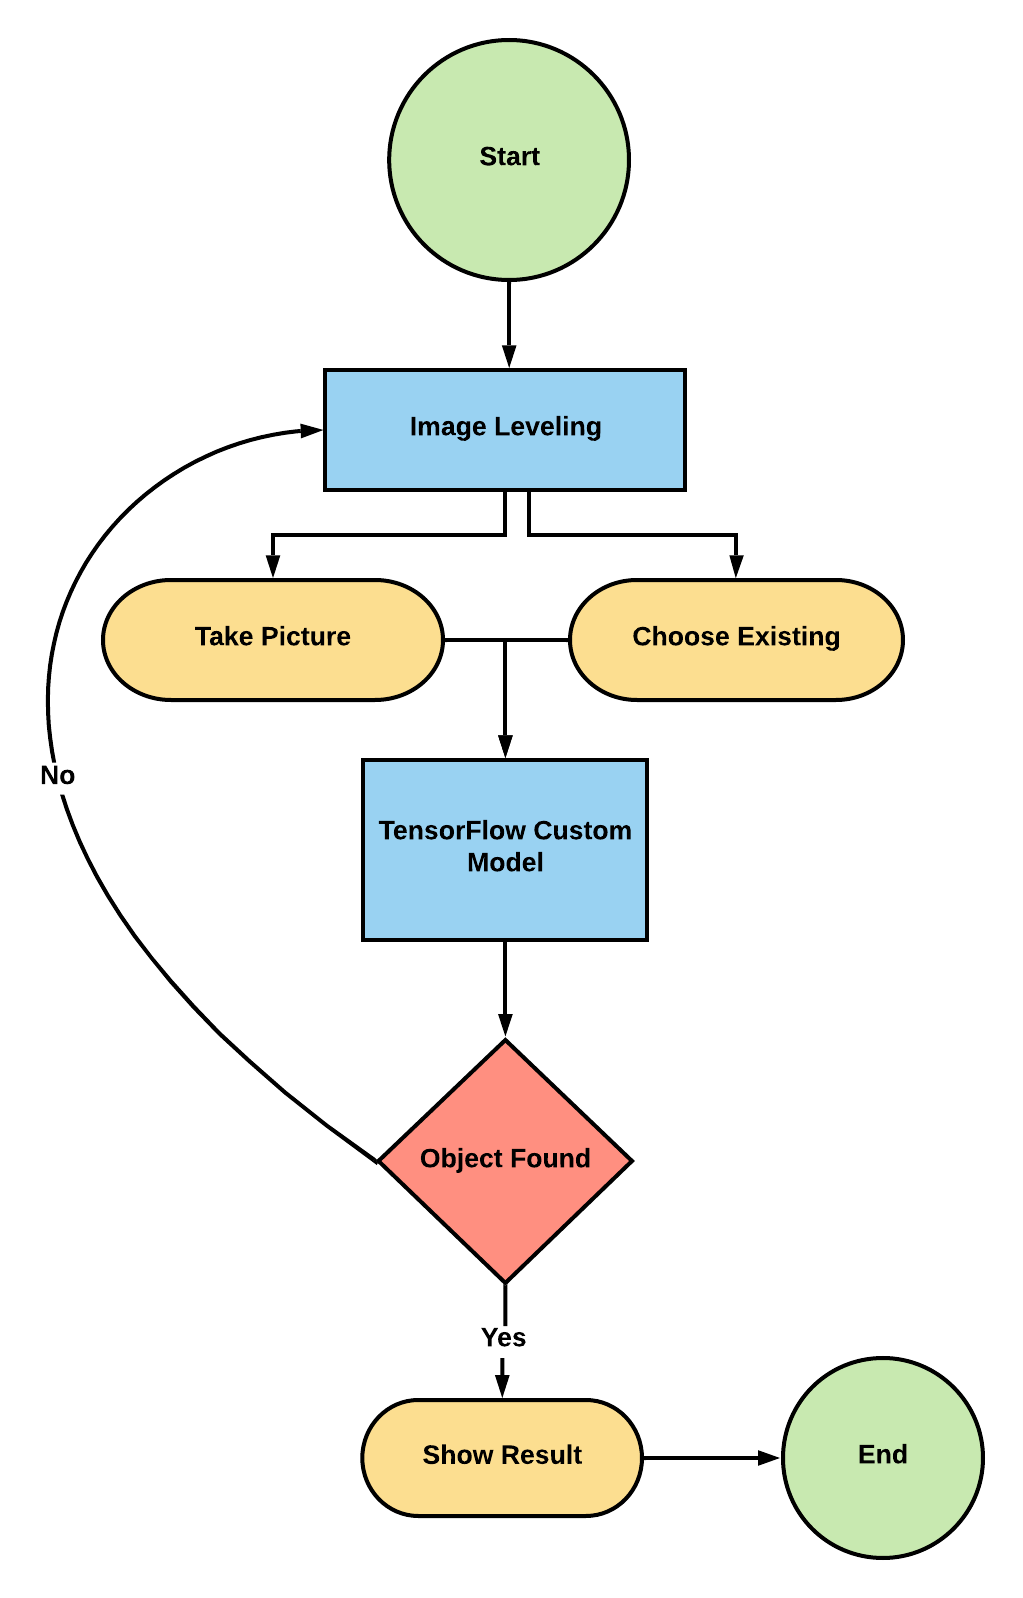 Start
Image Leveling
Take Picture
Choose Existing
TensorFlow Custom
Model
No
Object Found
Yes
Show Result
End